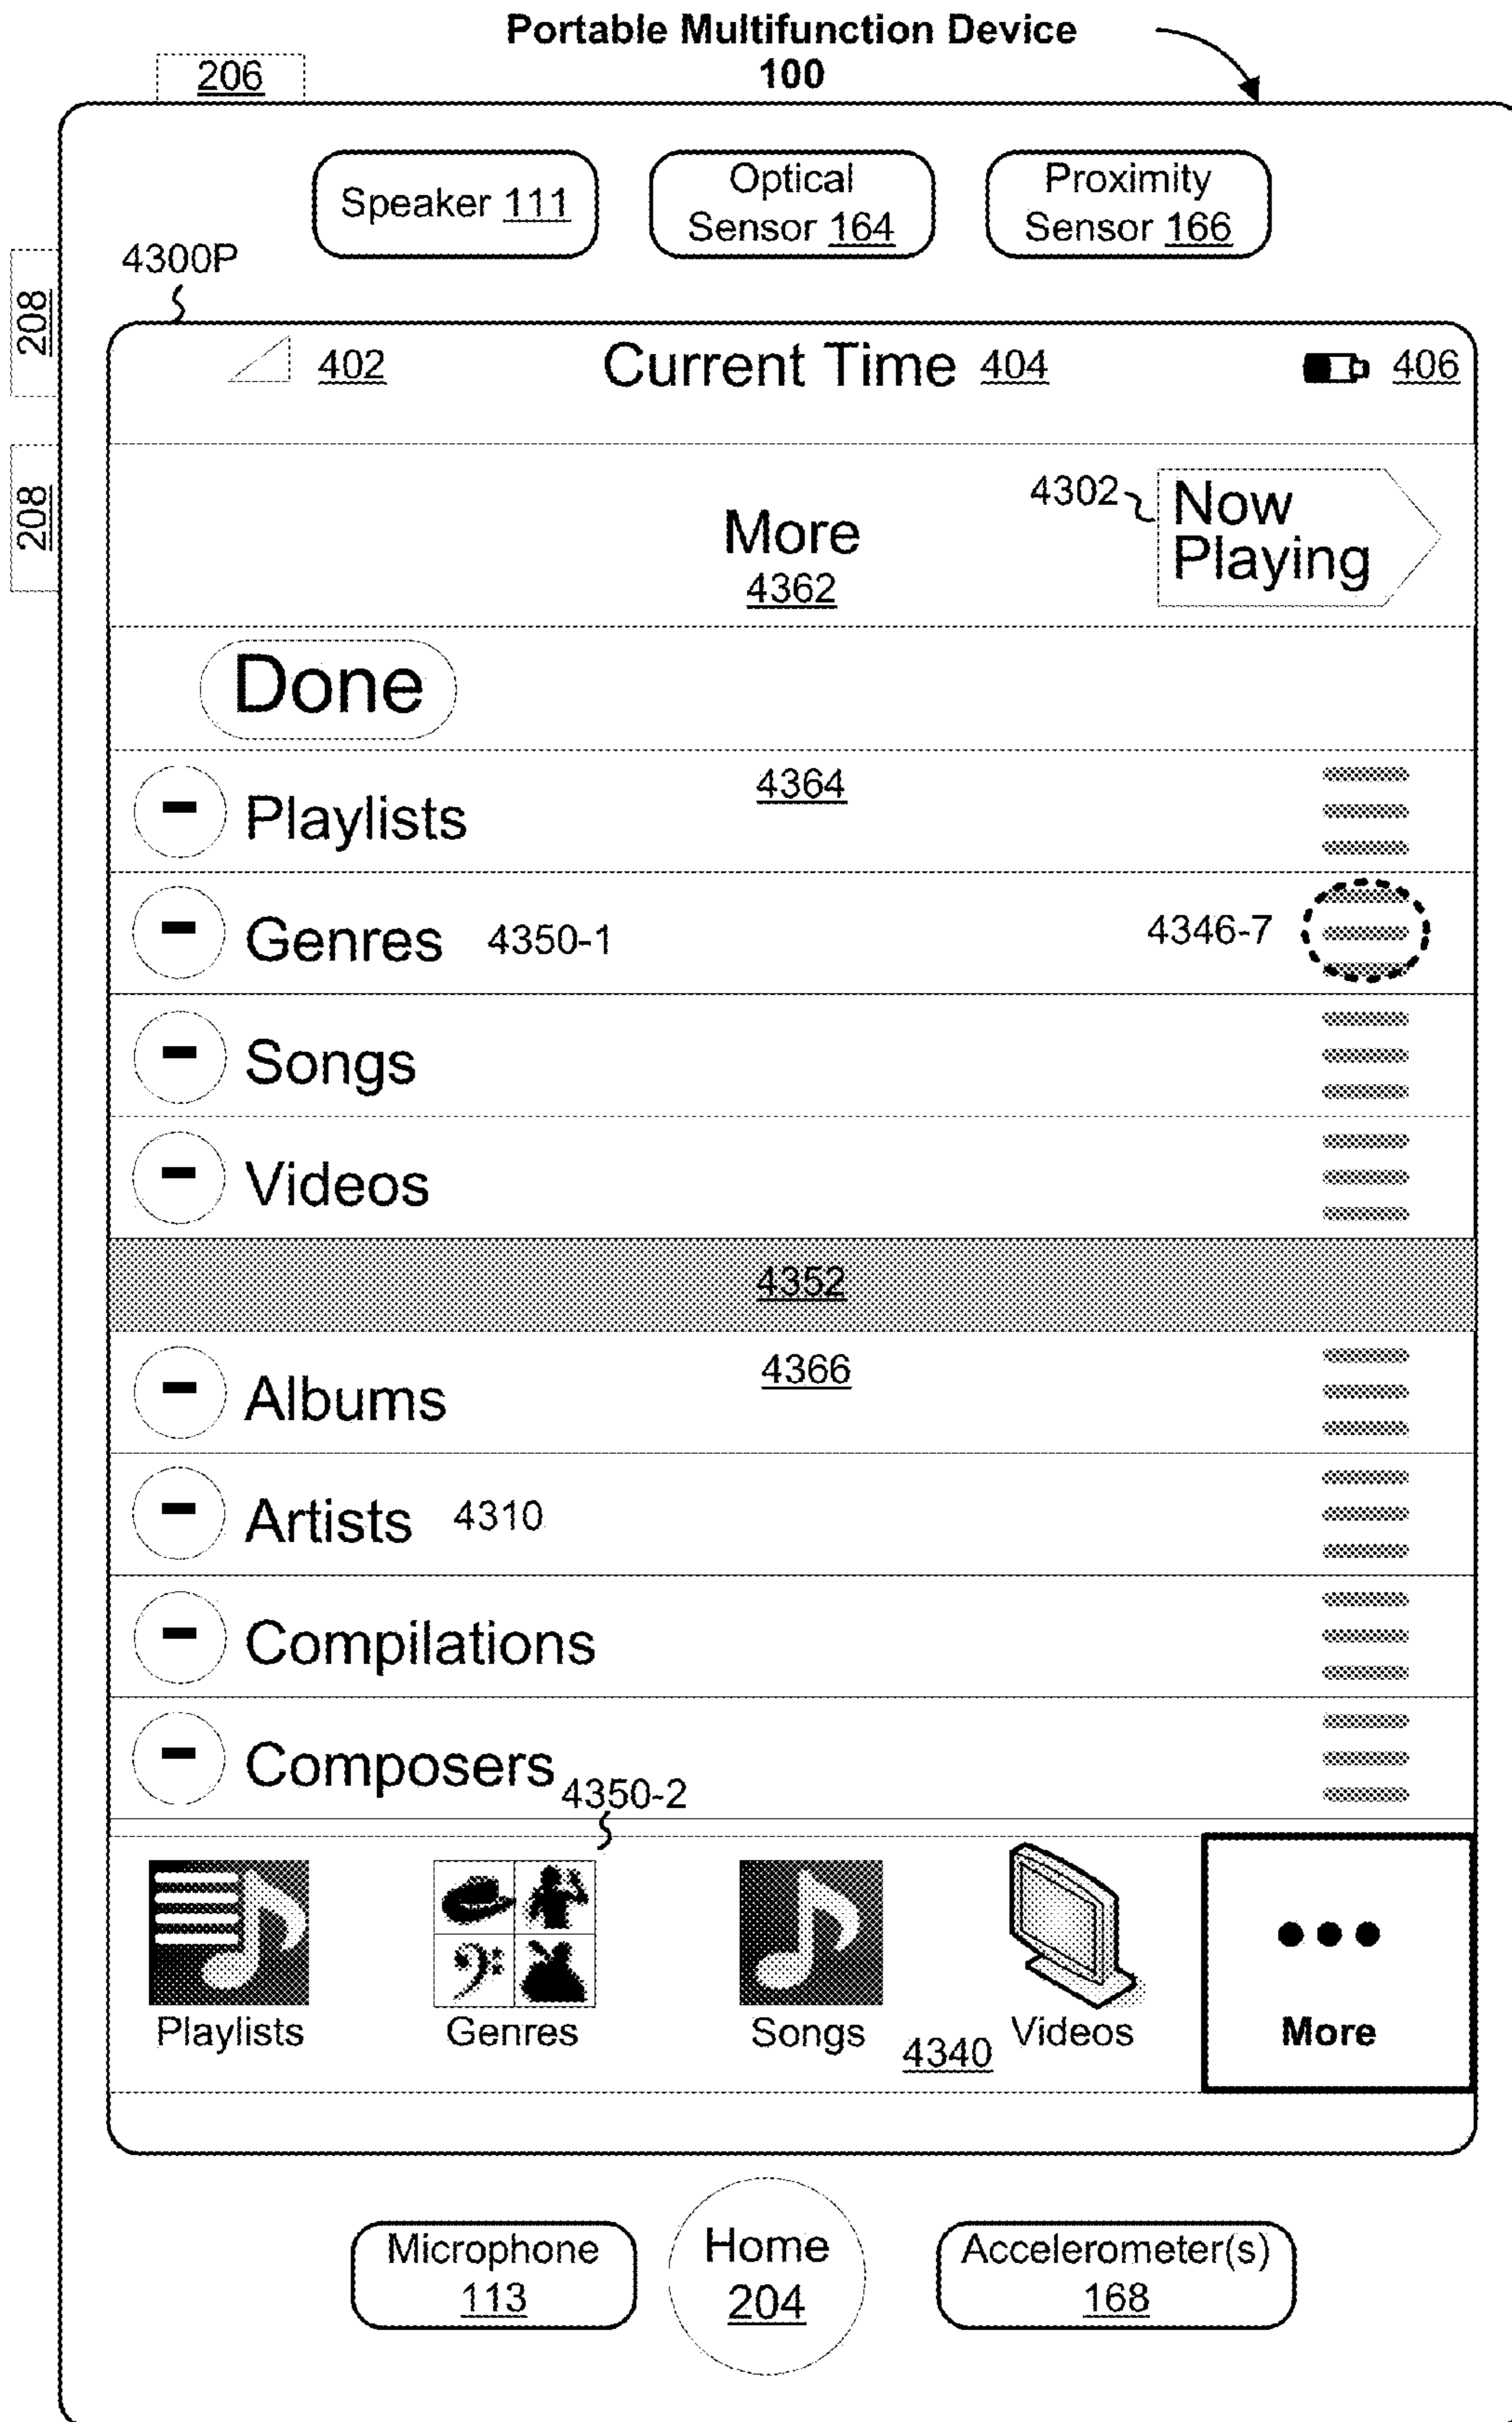 Portable Multifunction Device
100
206
Speaker 111
Optical
Sensor 164
Proximity
Sensor 166
4300P
208
402
Current Time 404
406
208
4302
Now
Playing
More
4362
Done
4364
- Playlists
- Genres 4350-1
4346-7
- Songs
- Videos
4352
4366
- Albums
- Artists 4310
- Compilations
- Composers
4350-2
Playlists
Genres
Songs
4340
Videos
More
Microphone
113
Home
204
Accelerometer(s)
168